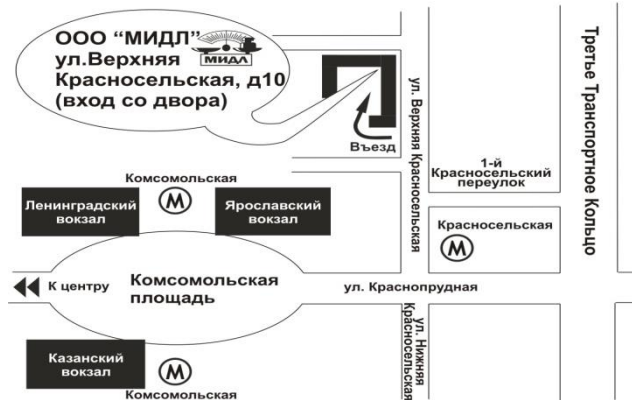 ООО “МИДЛ”
ул.Верхняя
Красносельская, д10
(вход со двора)
МИДЛ
Въезд
ул. Верхняя Красносельская
Третье Транспортное Кольцо
1-й
Красносельский
переулок
Комсомольская
М
Ленинградский
вокзал
Ярославский
вокзал
Красносельская
М
К центру
Комсомольская
площадь
ул. Краснопрудная
ул. Нижняя
Красносельская
Казанский
вокзал
М
Комсомольская